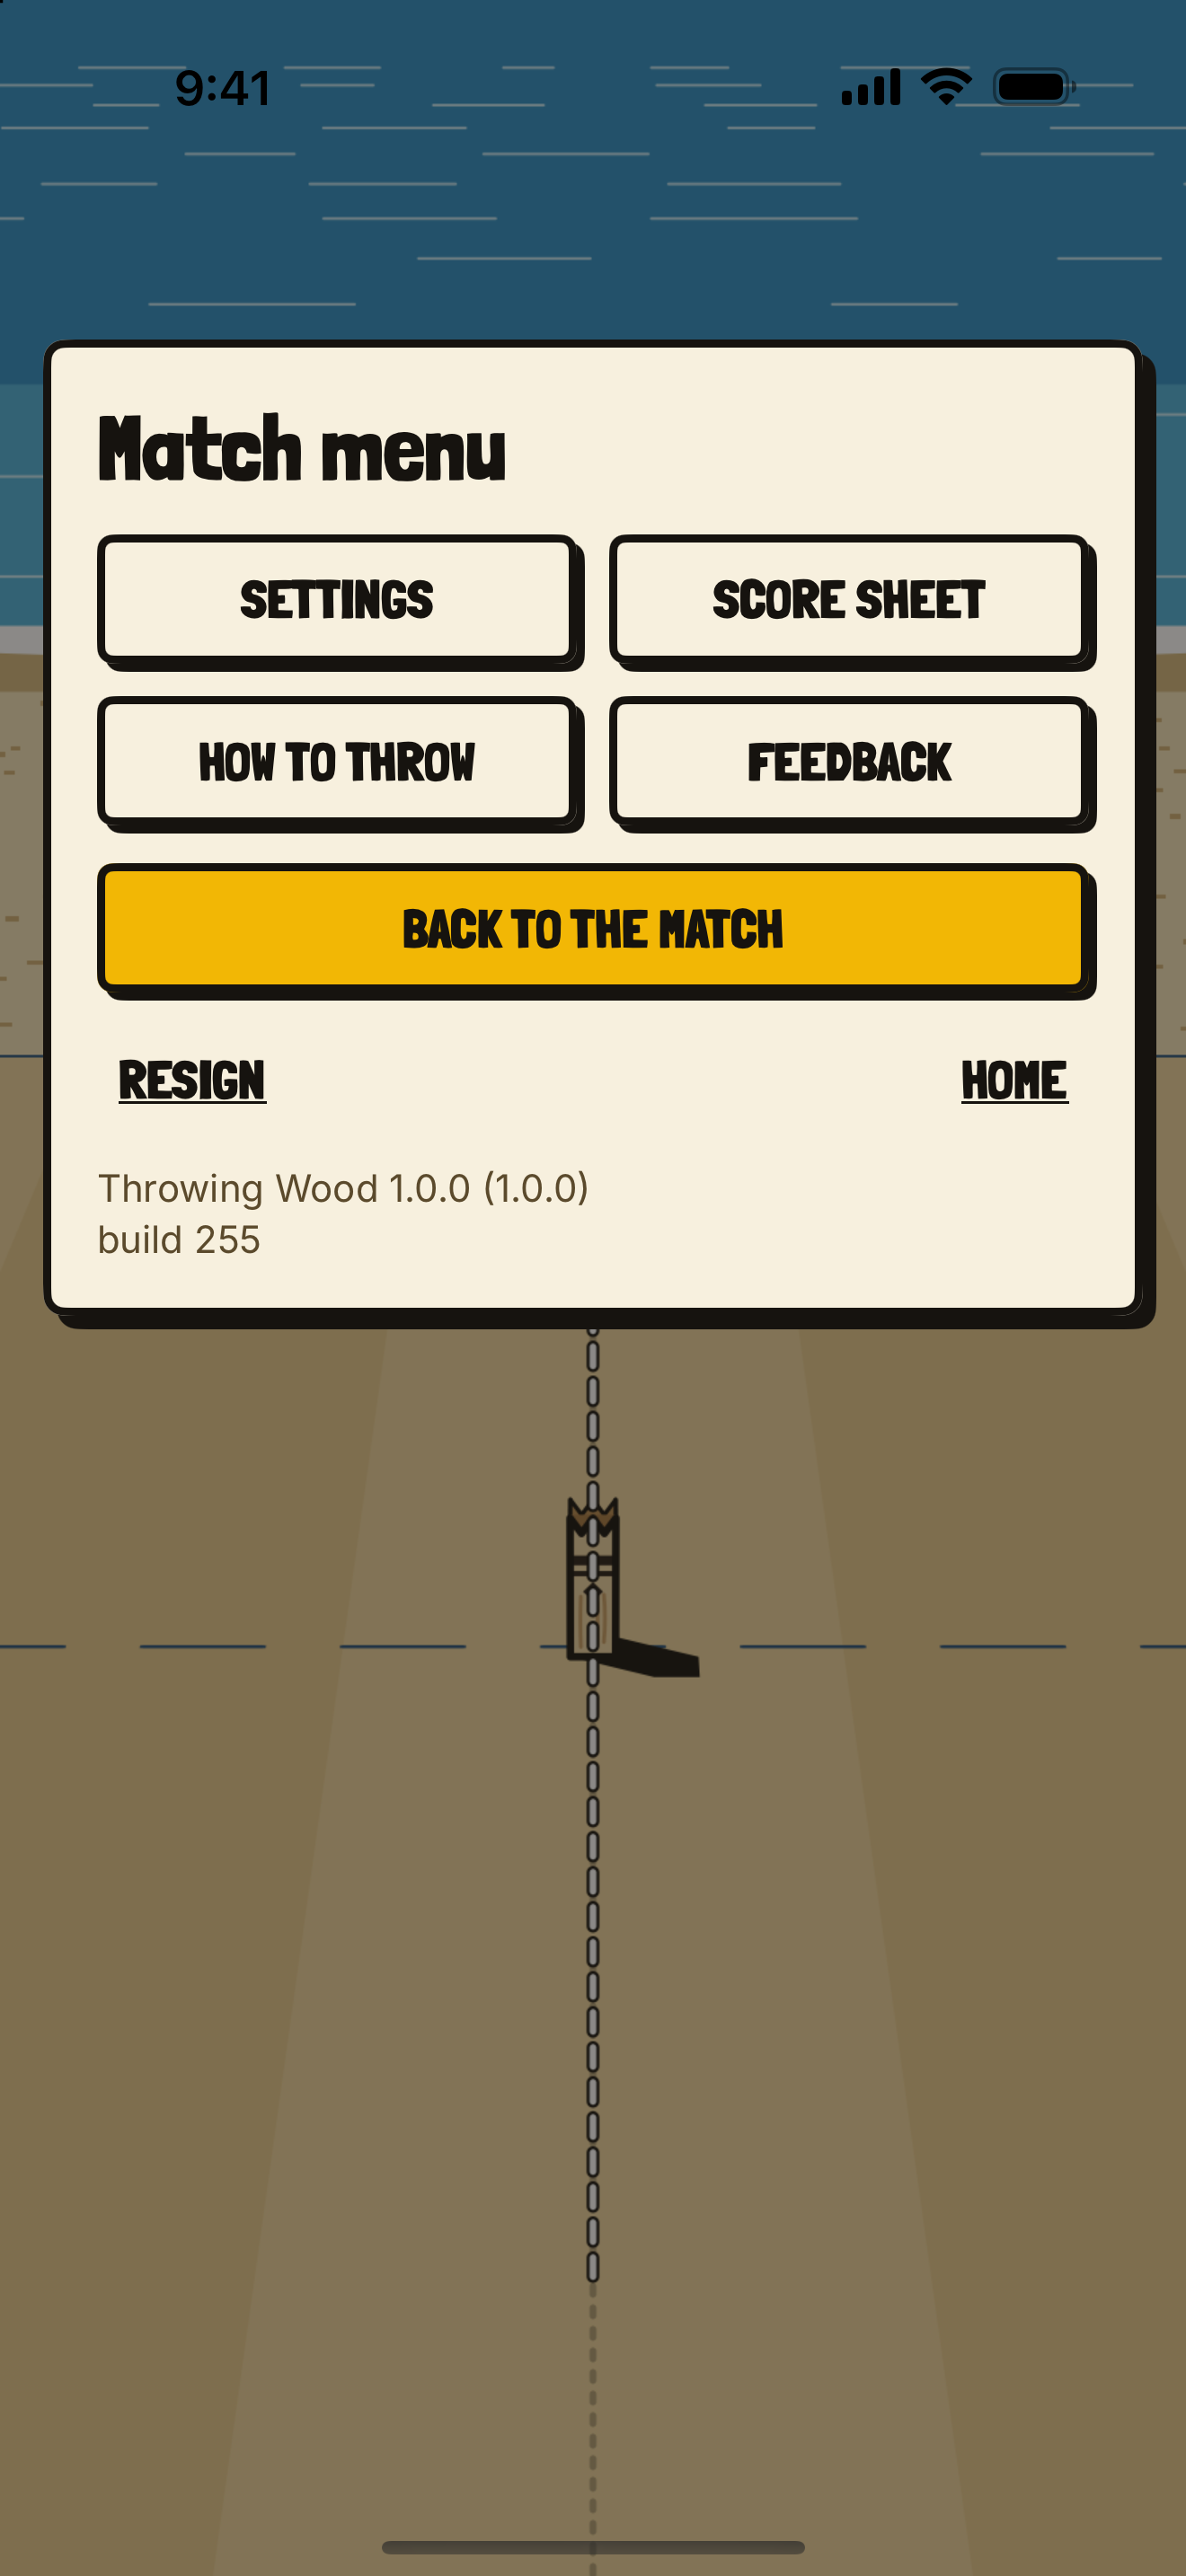 9:41
Match menu
SETTINGS
SCORE SHEET
HOW TO THROW
FEEDBACK
BACK TO THE MATCH
RESIGN
HOME
Throwing Wood 1.0.0 (1.0.0)
build 255